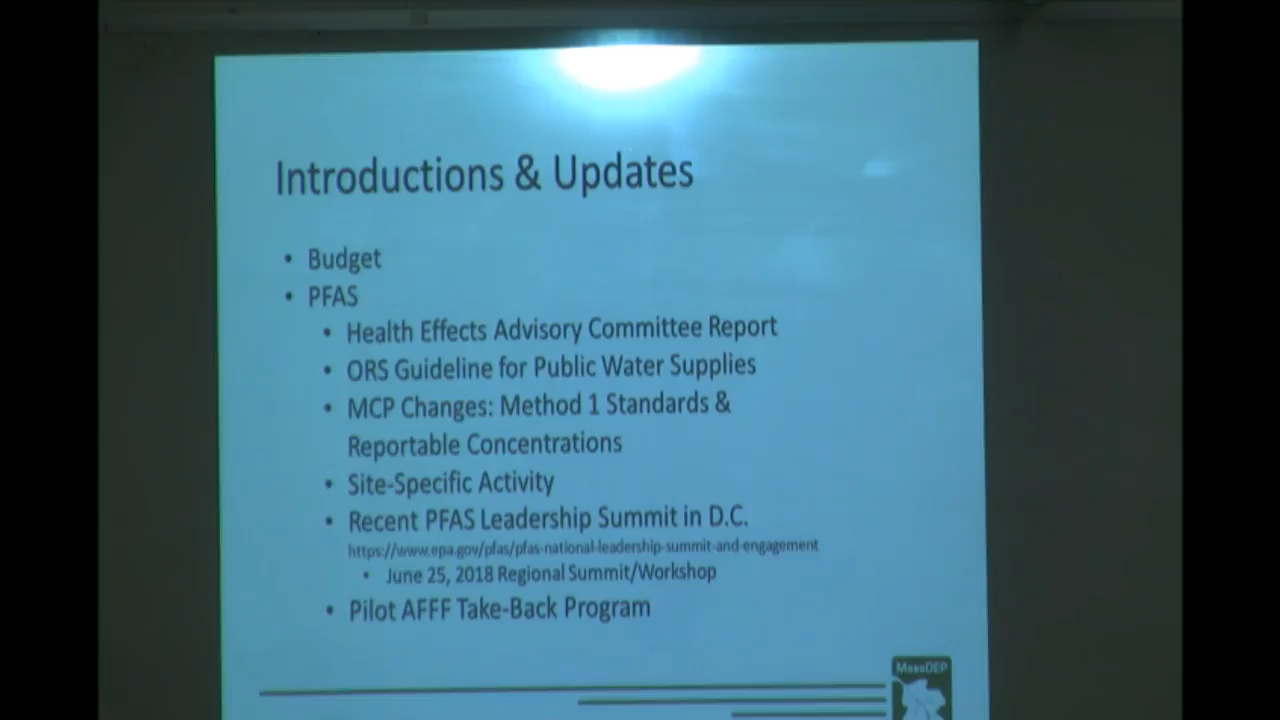 Introductions & Updates
• Budget
• PFAS
• Health Effects Advisory Committee Report
• ORS Guideline for Public Water Supplies
• MCP Changes: Method 1 Standards &
Reportable Concentrations
• Site-Specific Activity
• Recent PFAS Leadership Summit in D.C.
https://www.epa.gov/pfas/pfas-national-leadership-summit-and-engagement
• June 25, 2018 Regional Summit/Workshop
• Pilot AFFF Take-Back Program
MassDEP